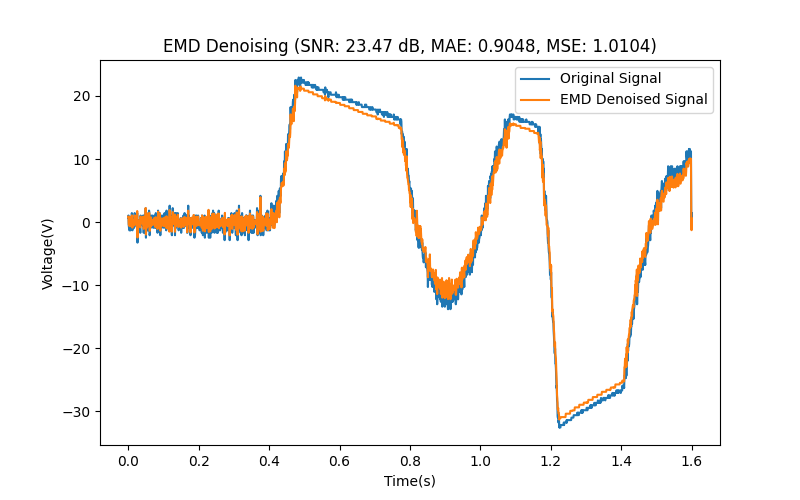 EMD Denoising (SNR: 23.47 dB, MAE: 0.9048, MSE: 1.0104)
Original Signal
EMD Denoised Signal
20
10
0
−10
−20
−30
Voltage(V)
0.0 0.2 0.4 0.6 0.8 1.0 1.2 1.4 1.6
Time(s)